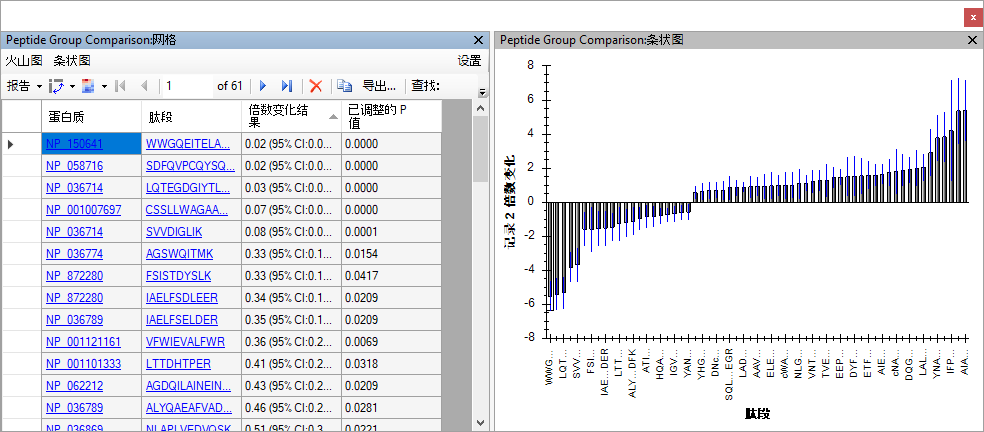 x
Peptide Group Comparison:网格
火山图 条状图 设置
报告 1 of 61 导出... 查找:
蛋白质 肽段 倍数变化结果 已调整的 P 值
NP_150641 WWGQEITELA... 0.02 (95% CI:0.0... 0.0000
NP_058716 SDFQVPCQYSQ... 0.02 (95% CI:0.0... 0.0000
NP_036714 LQTEGDGIYTL... 0.03 (95% CI:0.0... 0.0000
NP_001007697 CSSLLWAGAA... 0.07 (95% CI:0.0... 0.0000
NP_036714 SVVDIGLIK 0.08 (95% CI:0.0... 0.0001
NP_036774 AGSWQITMK 0.33 (95% CI:0.1... 0.0154
NP_872280 FSISTDYSLK 0.33 (95% CI:0.1... 0.0417
NP_872280 IAELFSDLEER 0.34 (95% CI:0.1... 0.0209
NP_036789 IAELFSELDER 0.35 (95% CI:0.1... 0.0209
NP_001121161 VFWIEVALFWR 0.36 (95% CI:0.2... 0.0069
NP_001101333 LTTDHTPER 0.41 (95% CI:0.2... 0.0318
NP_062212 AGDQILAINEIN... 0.43 (95% CI:0.2... 0.0209
NP_036789 ALYQAEAFVAD... 0.46 (95% CI:0.2... 0.0281
NP_036869 NLAPLVEDVQSK 0.51 (95% CI:0.3... 0.0221
Peptide Group Comparison:条状图
记录 2 倍数变化
8
6
4
2
0
-2
-4
-6
-8
WWG...
LQT...
SVV...
FSI...
IAE...DER
LTT...
ALY...DFK
ATI...
HQA...
IGV...
YAN...
YHG...
DNc...
SQL...EGR
LAD...
AAV...
ELE...
cWA...
NLG...
VNT...
TVE...
EEP...
DYF...
ETF...
AIE...
cNA...
DQG...
LAL...
YNA...
IFP...
AIA...
肽段